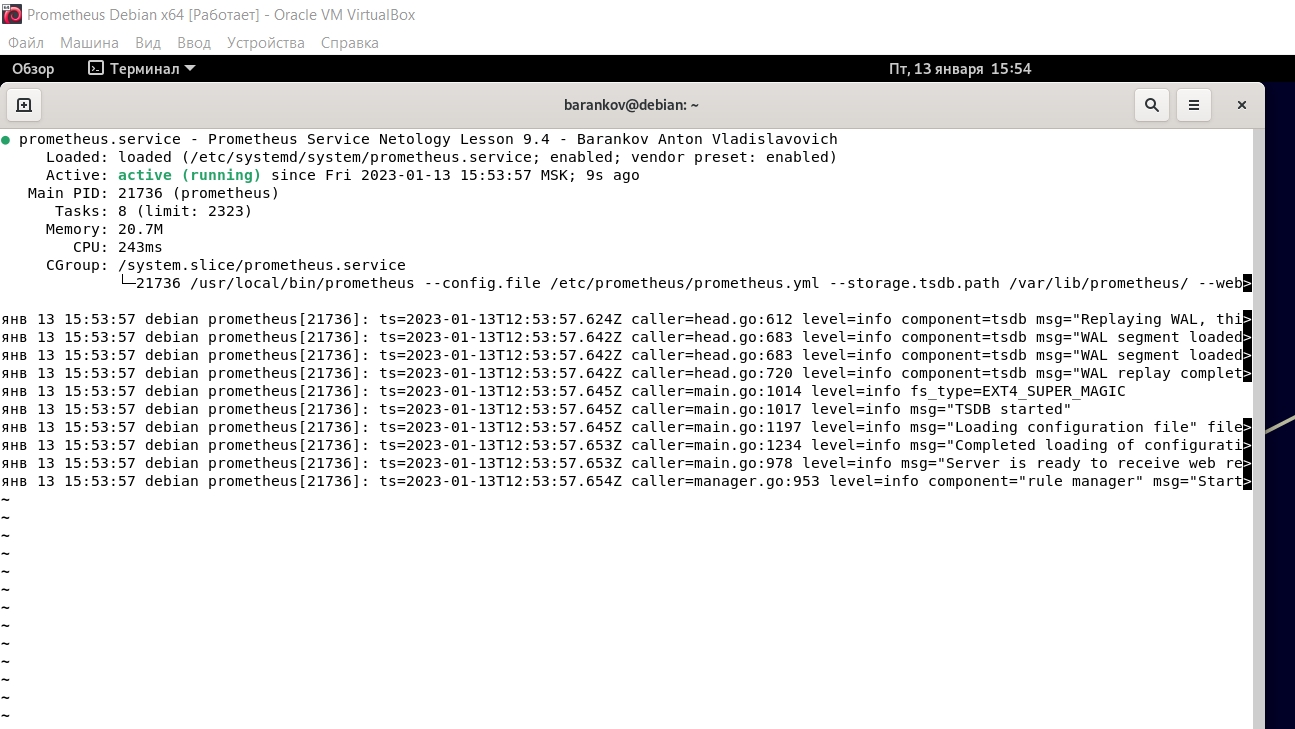 Prometheus Debian x64 [Работает] - Oracle VM VirtualBox
Файл Машина Вид Ввод Устройства Справка
Обзор Терминал Пт, 13 января 15:54
barankov@debian: ~
● prometheus.service - Prometheus Service Netology Lesson 9.4 - Barankov Anton Vladislavovich
Loaded: loaded (/etc/systemd/system/prometheus.service; enabled; vendor preset: enabled)
Active: active (running) since Fri 2023-01-13 15:53:57 MSK; 9s ago
Main PID: 21736 (prometheus)
Tasks: 8 (limit: 2323)
Memory: 20.7M
CPU: 243ms
CGroup: /system.slice/prometheus.service
└─21736 /usr/local/bin/prometheus --config.file /etc/prometheus/prometheus.yml --storage.tsdb.path /var/lib/prometheus/ --web>
янв 13 15:53:57 debian prometheus[21736]: ts=2023-01-13T12:53:57.624Z caller=head.go:612 level=info component=tsdb msg="Replaying WAL, thi>
янв 13 15:53:57 debian prometheus[21736]: ts=2023-01-13T12:53:57.642Z caller=head.go:683 level=info component=tsdb msg="WAL segment loaded>
янв 13 15:53:57 debian prometheus[21736]: ts=2023-01-13T12:53:57.642Z caller=head.go:683 level=info component=tsdb msg="WAL segment loaded>
янв 13 15:53:57 debian prometheus[21736]: ts=2023-01-13T12:53:57.642Z caller=head.go:720 level=info component=tsdb msg="WAL replay complet>
янв 13 15:53:57 debian prometheus[21736]: ts=2023-01-13T12:53:57.645Z caller=main.go:1014 level=info fs_type=EXT4_SUPER_MAGIC
янв 13 15:53:57 debian prometheus[21736]: ts=2023-01-13T12:53:57.645Z caller=main.go:1017 level=info msg="TSDB started"
янв 13 15:53:57 debian prometheus[21736]: ts=2023-01-13T12:53:57.645Z caller=main.go:1197 level=info msg="Loading configuration file" file>
янв 13 15:53:57 debian prometheus[21736]: ts=2023-01-13T12:53:57.653Z caller=main.go:1234 level=info msg="Completed loading of configurati>
янв 13 15:53:57 debian prometheus[21736]: ts=2023-01-13T12:53:57.653Z caller=main.go:978 level=info msg="Server is ready to receive web re>
янв 13 15:53:57 debian prometheus[21736]: ts=2023-01-13T12:53:57.654Z caller=manager.go:953 level=info component="rule manager" msg="Start>
~
~
~
~
~
~
~
~
~
~
~
~
~